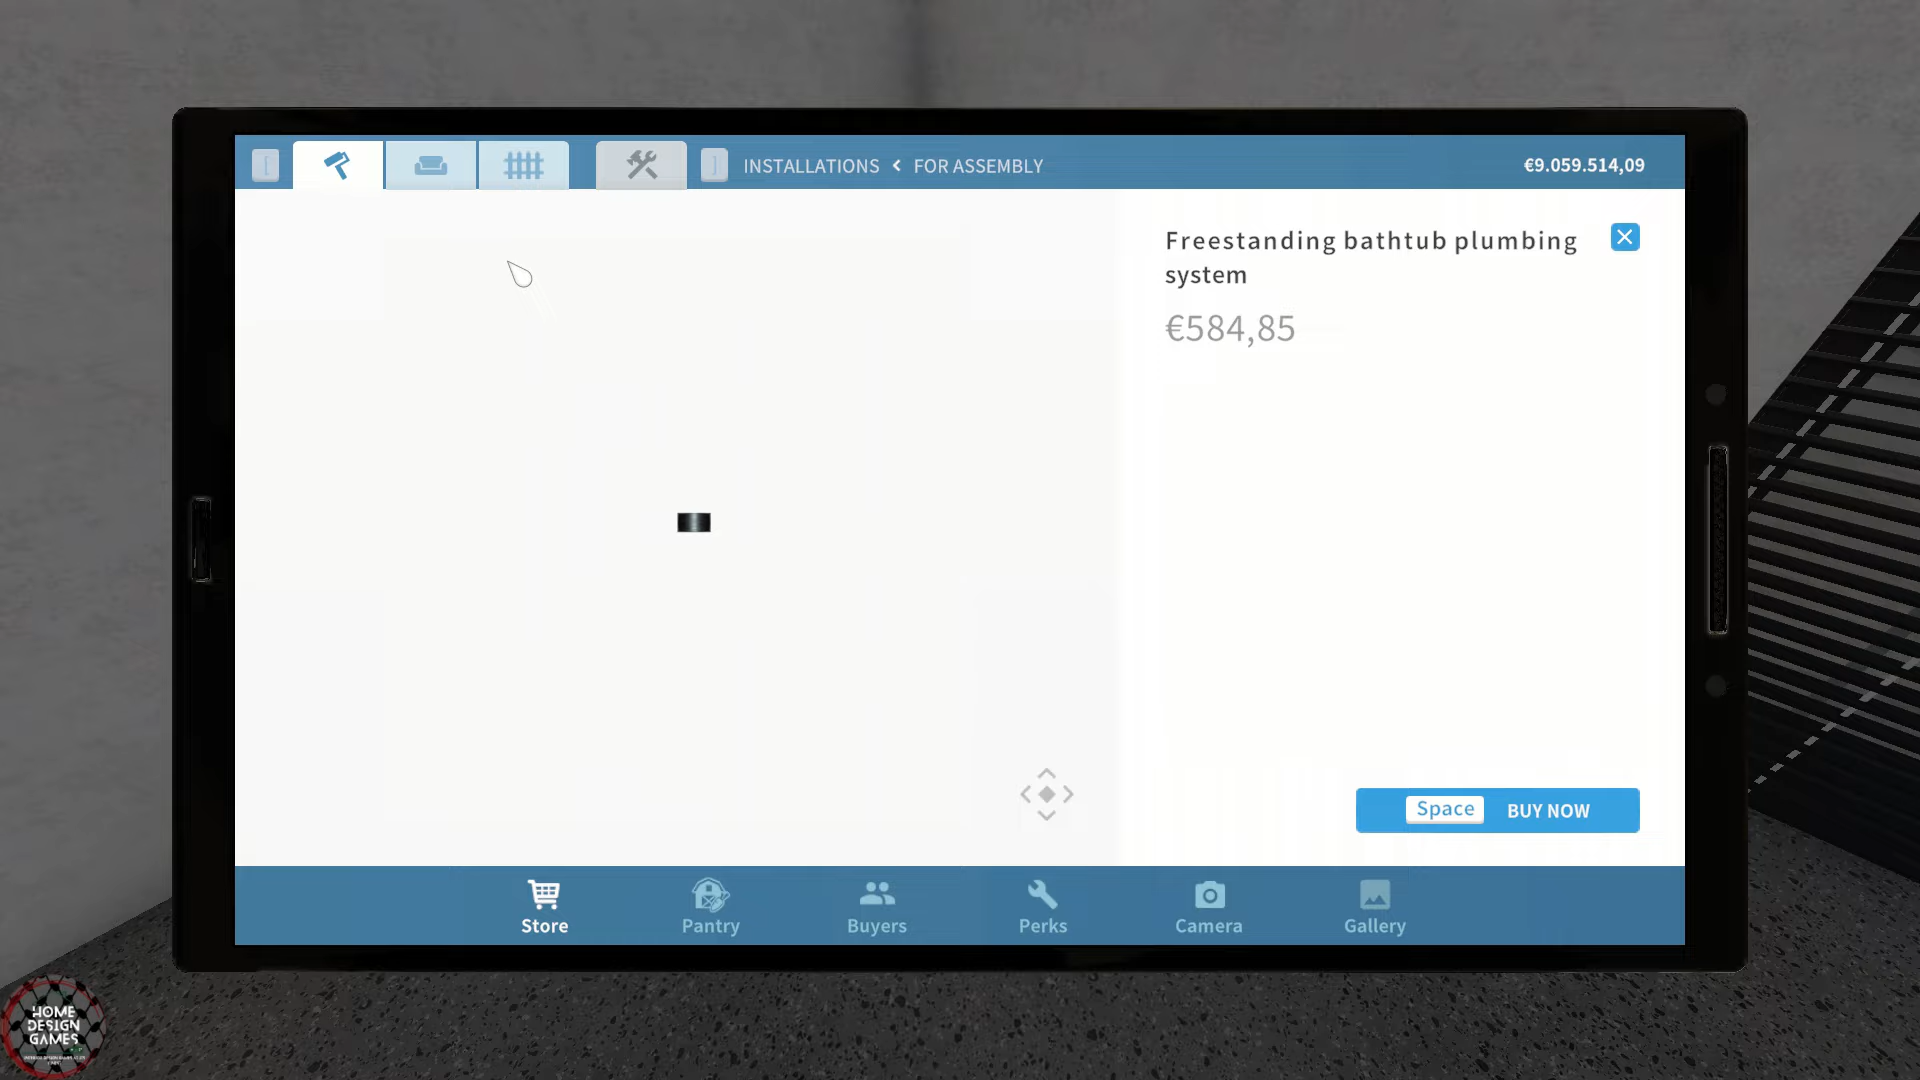 [
]
INSTALLATIONS < FOR ASSEMBLY
€9.059.514,09
Freestanding bathtub plumbing
system
€584,85
Space BUY NOW
Store
Pantry
Buyers
Perks
Camera
Gallery
HOME
DESIGN
GAMES